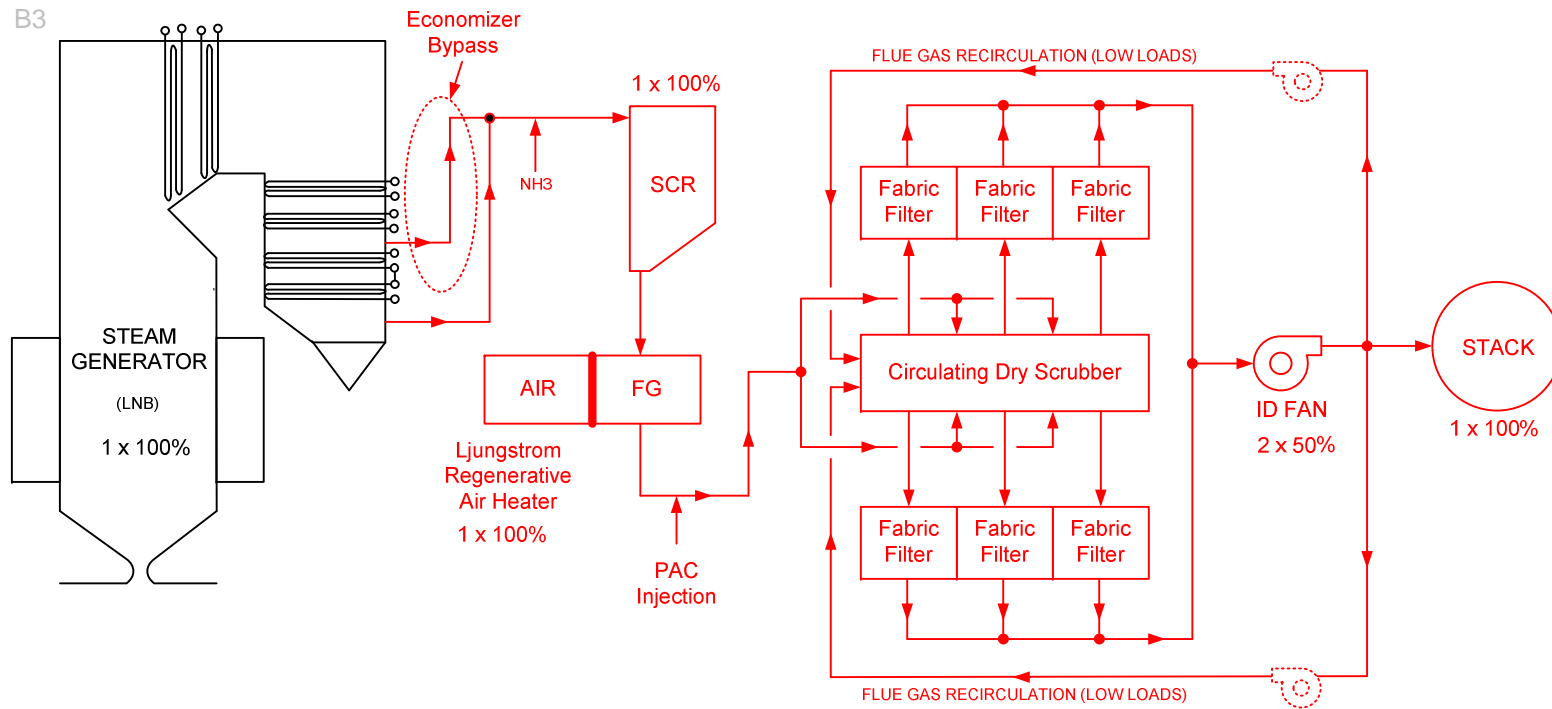 B3
Economizer
Bypass
1 x 100%
NH3
SCR
STEAM
GENERATOR
(LNB)
1 x 100%
AIR
FG
Ljungstrom
Regenerative
Air Heater
1 x 100%
PAC
Injection
FLUE GAS RECIRCULATION (LOW LOADS)
Fabric
Filter
Fabric
Filter
Fabric
Filter
Circulating Dry Scrubber
Fabric
Filter
Fabric
Filter
Fabric
Filter
FLUE GAS RECIRCULATION (LOW LOADS)
ID FAN
2 x 50%
STACK
1 x 100%